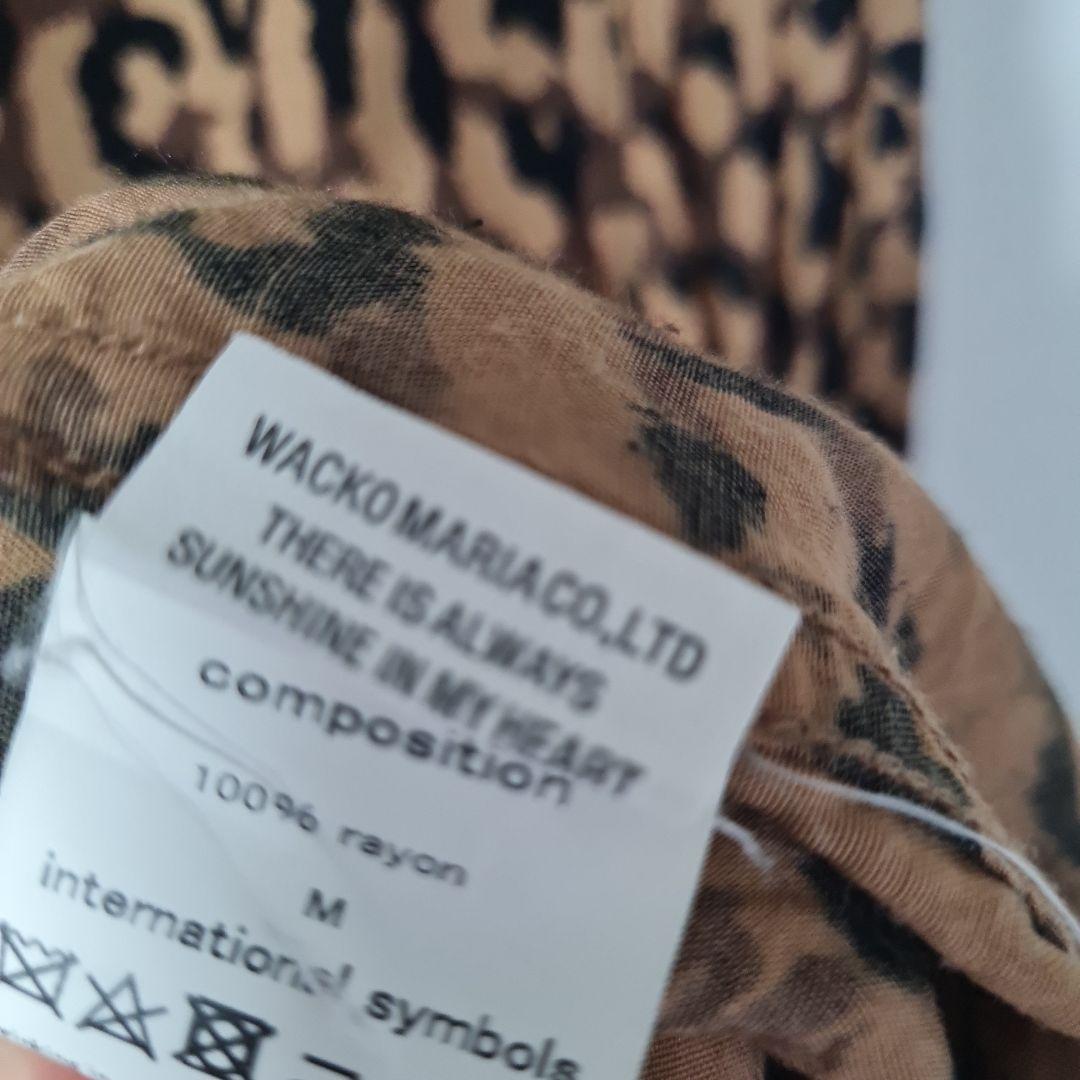 WACKO MARIA CO.,LTD
THERE IS ALWAYS
SUNSHINE IN MY HEART
composition
100% rayon
M
international symbols